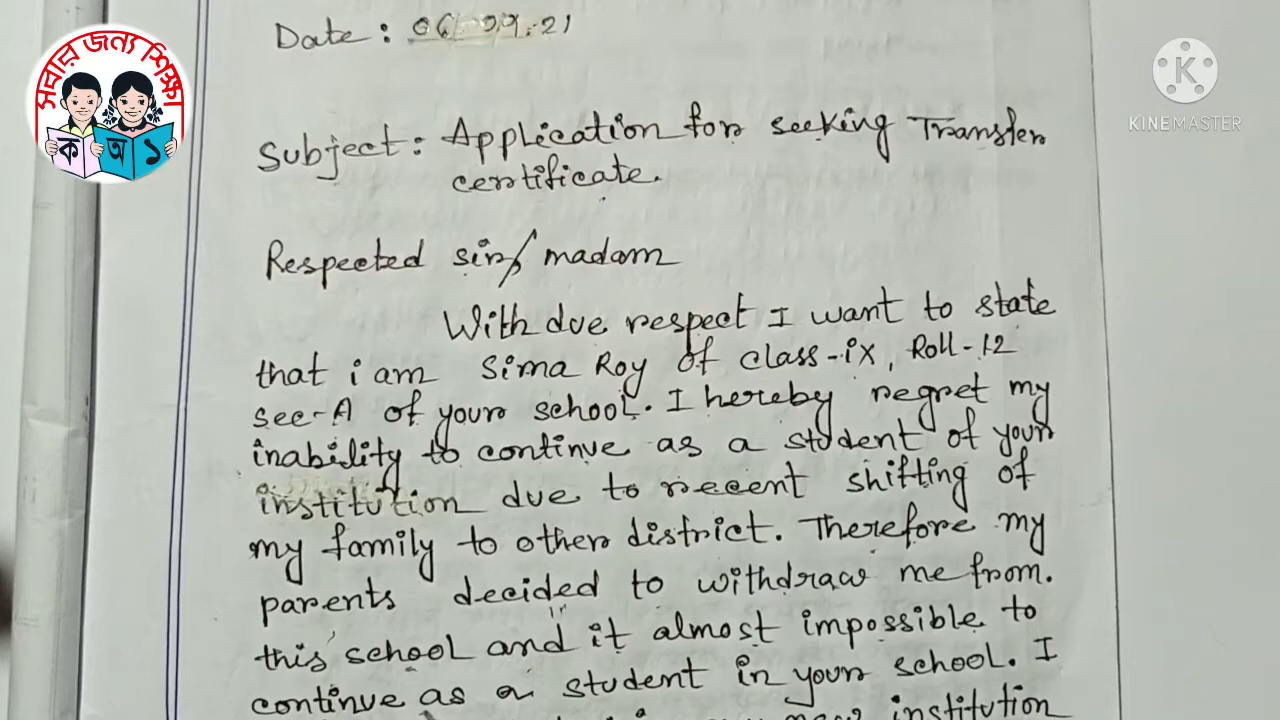 সবার জন্য শিক্ষা
ক অ ১
K
KINEMASTER
Date: 06.09.21
Subject: Application for seeking Transfer
certificate.
Respected sir/madam
With due respect I want to state
that i am Sima Roy of class-ix, Roll-12
sec-A of your school. I hereby regret my
inability to continue as a student of your
institution due to recent shifting of
my family to other district. Therefore my
parents decided to withdraw me from.
this school and it almost impossible to
continue as a student in your school. I
new institution